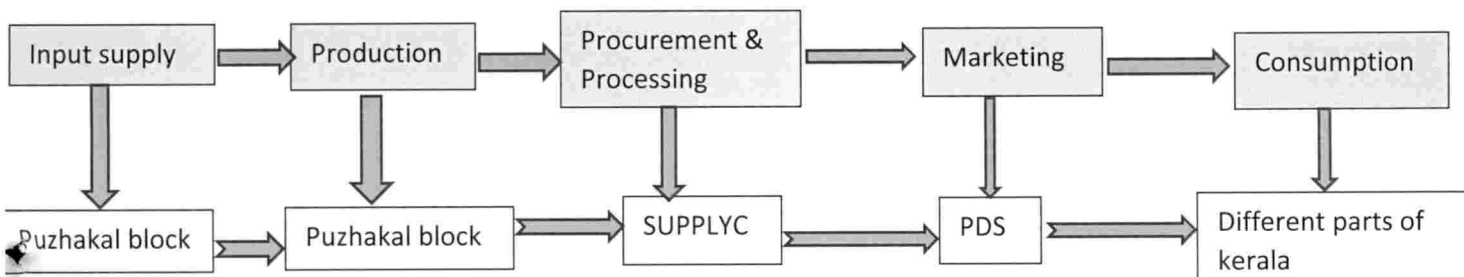 Input supply
Production
Procurement &
Processing
Marketing
Consumption
Puzhakal block
Puzhakal block
SUPPLYC
PDS
Different parts of
kerala